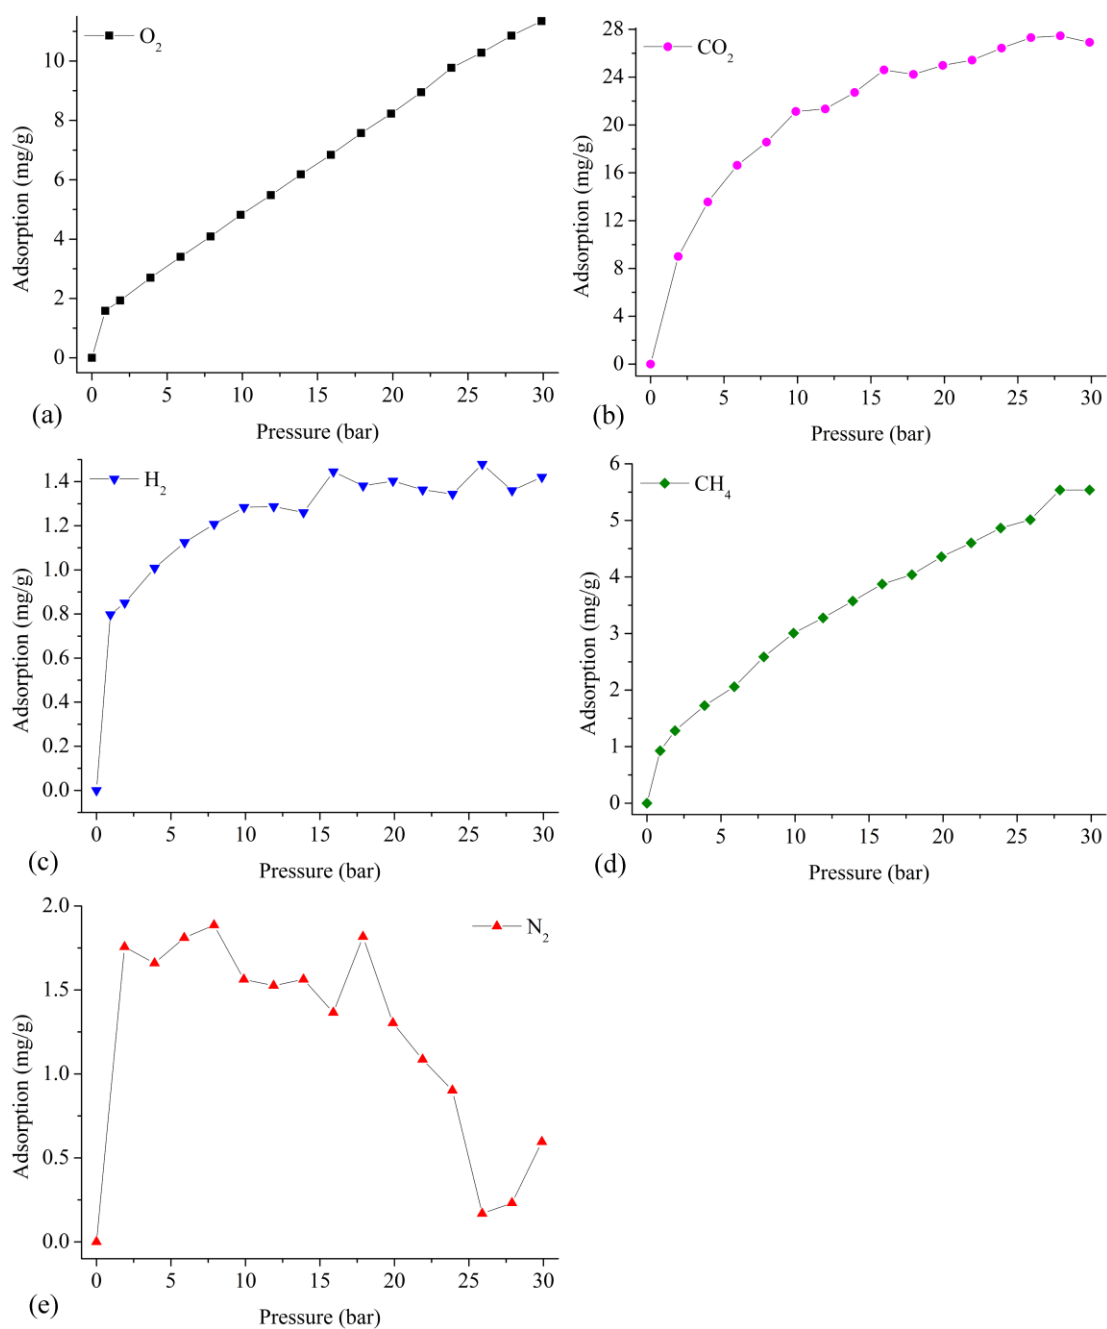 O2
Adsorption (mg/g)
10
8
6
4
2
0
0 5 10 15 20 25 30
(a)
Pressure (bar)
CO2
Adsorption (mg/g)
28
24
20
16
12
8
4
0
0 5 10 15 20 25 30
(b)
Pressure (bar)
H2
Adsorption (mg/g)
1.4
1.2
1.0
0.8
0.6
0.4
0.2
0.0
0 5 10 15 20 25 30
(c)
Pressure (bar)
CH4
Adsorption (mg/g)
6
5
4
3
2
1
0
0 5 10 15 20 25 30
(d)
Pressure (bar)
N2
Adsorption (mg/g)
2.0
1.5
1.0
0.5
0.0
0 5 10 15 20 25 30
(e)
Pressure (bar)